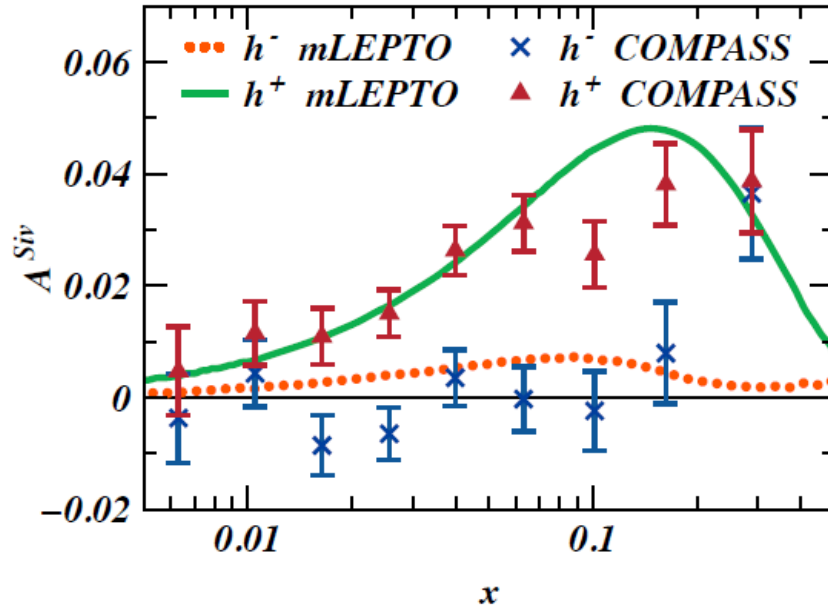 h- mLEPTO h- COMPASS
h+ mLEPTO h+ COMPASS
0.06
0.04
0.02
0
−0.02
A Siv
0.01 0.1
x